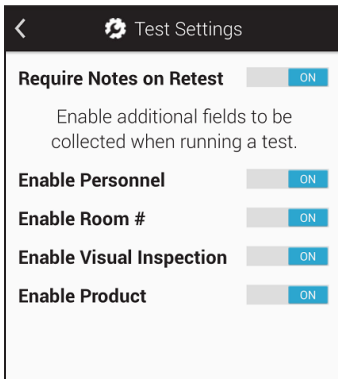 Test Settings
Require Notes on Retest ON
Enable additional fields to be
collected when running a test.
Enable Personnel ON
Enable Room # ON
Enable Visual Inspection ON
Enable Product ON